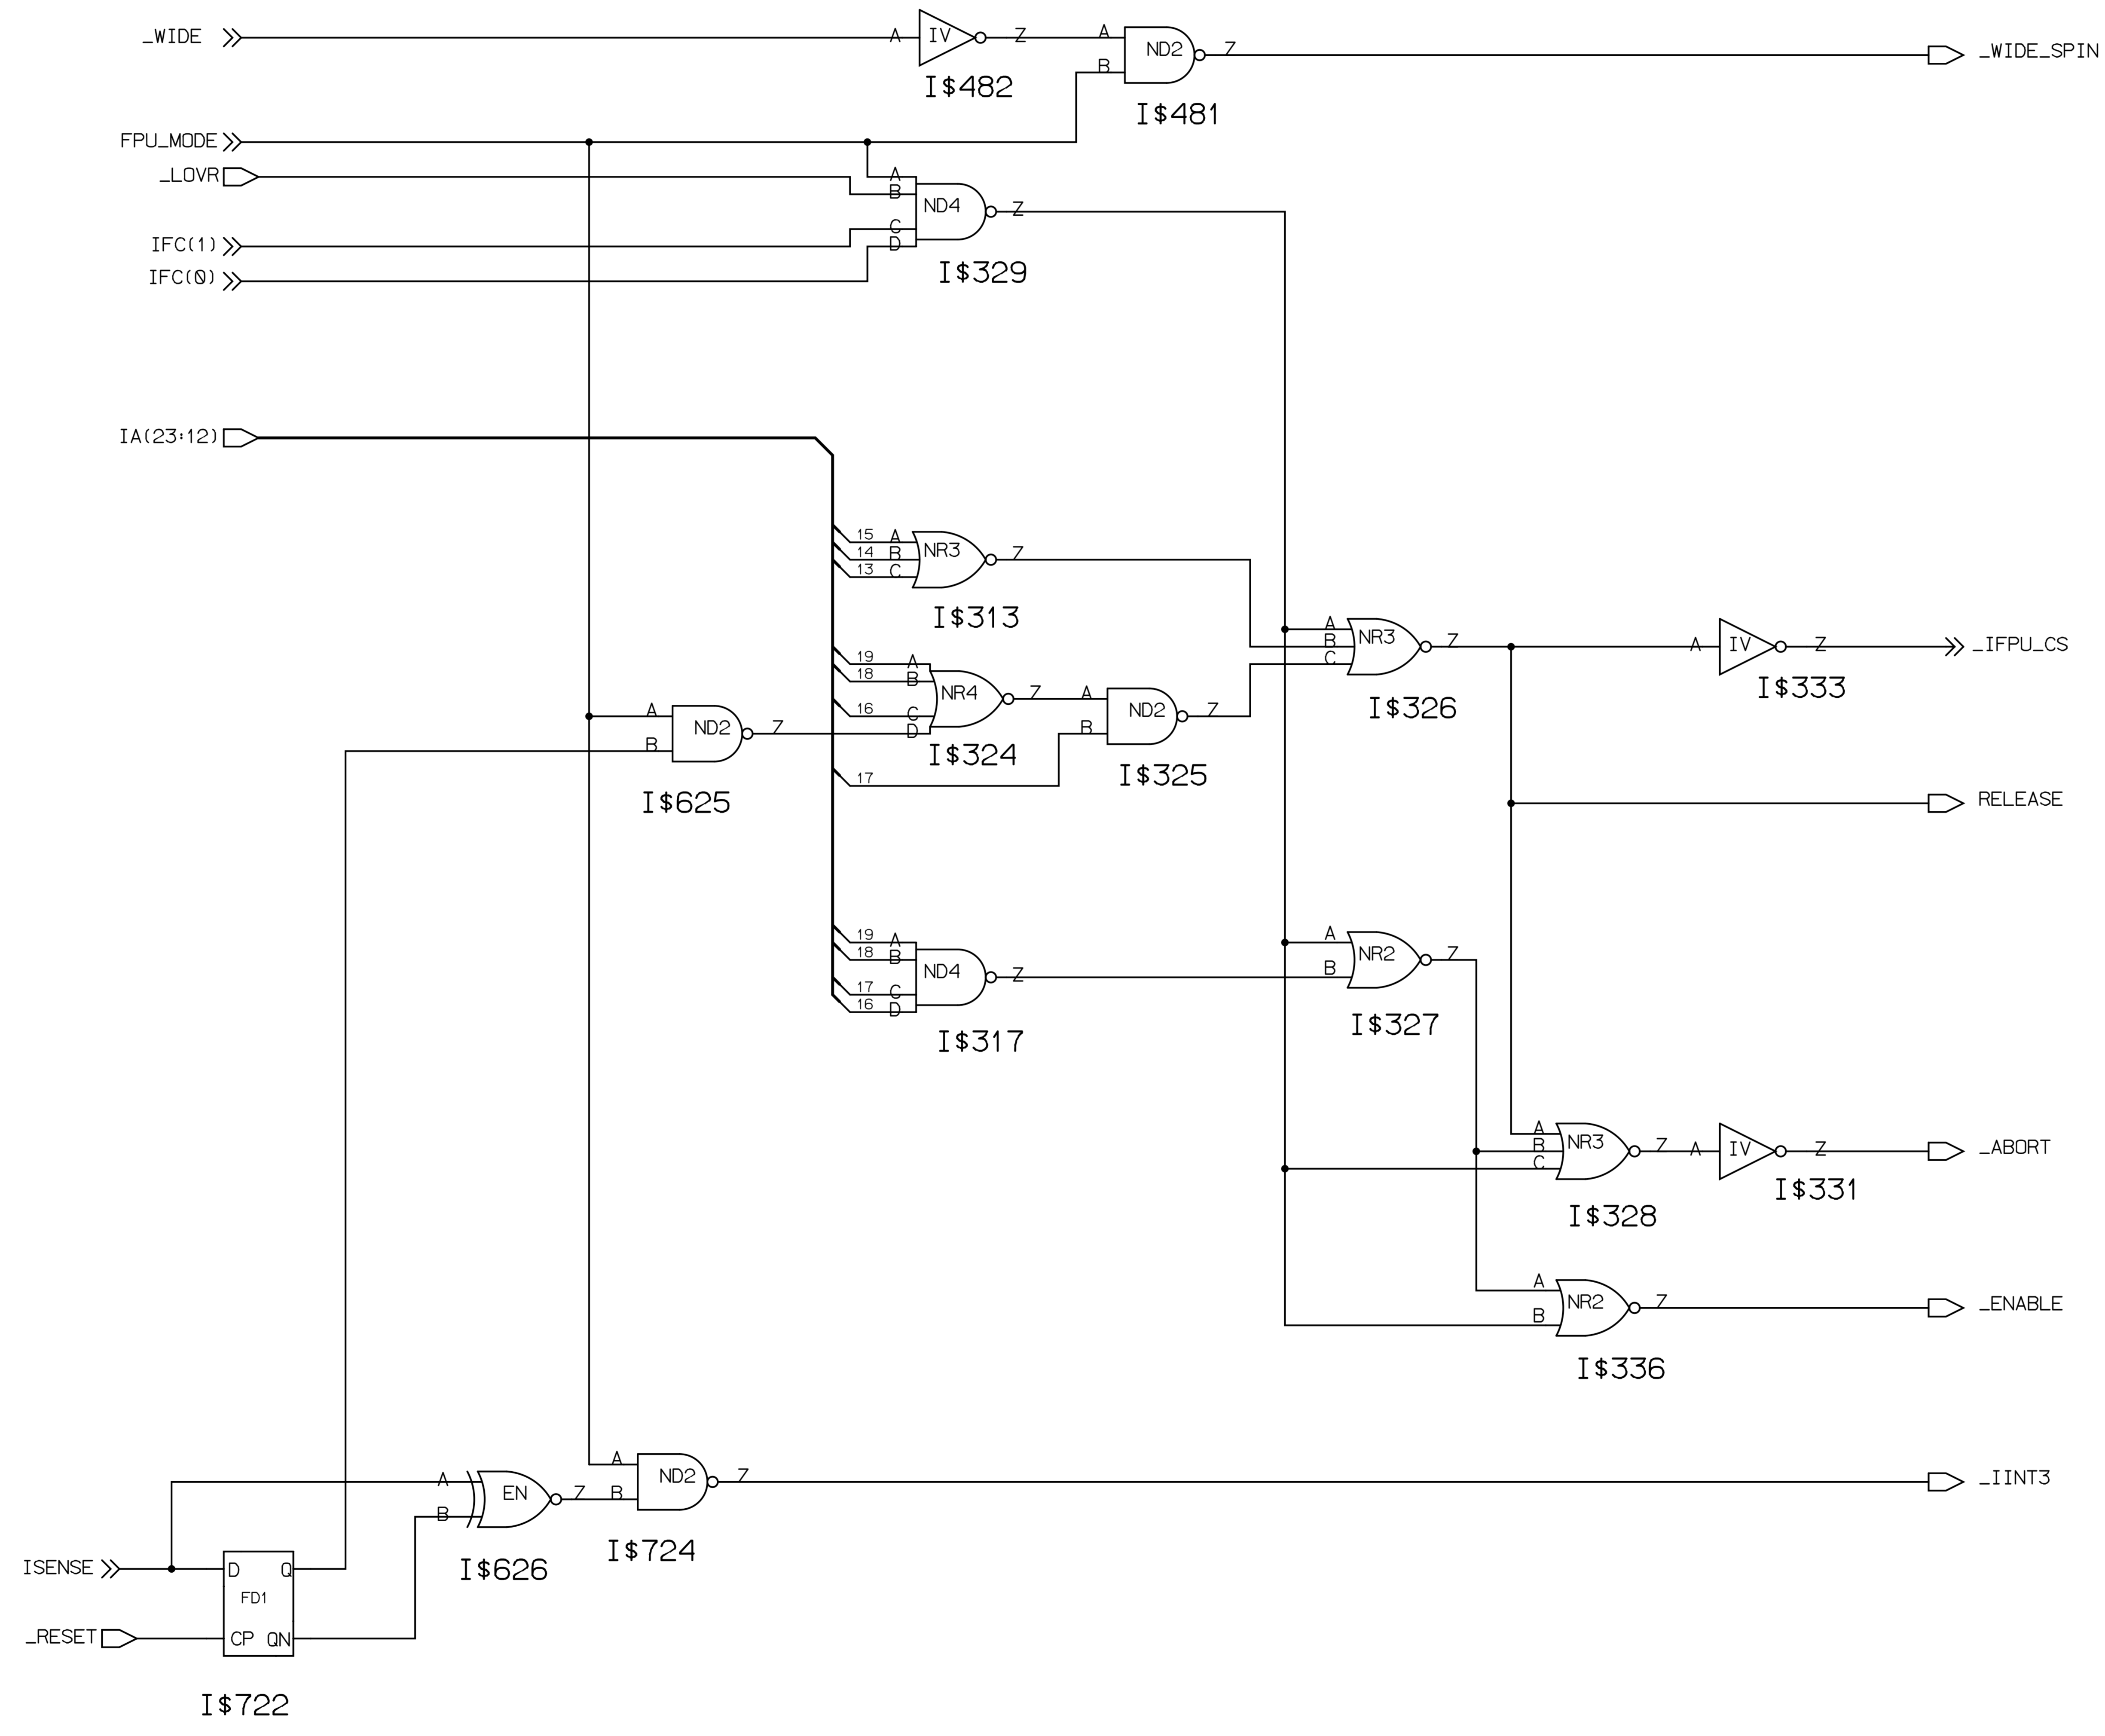 _WIDE A IV Z A ND2 Z _WIDE_SPIN
B
I$482
I$481
FPU_MODE
_LOVR A
B
ND4 Z
IFC(1) C
D
IFC(0)
I$329
IA(23:12)
15 A
14 B NR3 Z
13 C
I$313
19 A
18 B NR4 Z A ND2 Z
16 C
D B
I$324
17
I$325
A ND2 Z
B
I$625
A
B NR3 Z A IV Z _IFPU_CS
C
I$326
I$333
RELEASE
19 A
18 B
ND4 Z
17 C
16 D
I$317
A NR2 Z
B
I$327
A
B NR3 Z A IV Z _ABORT
C
I$328
I$331
A
NR2 Z _ENABLE
B
I$336
A ND2 Z _IINT3
B
I$724
A
EN Z
B
I$626
ISENSE D Q
FD1
_RESET CP QN
I$722